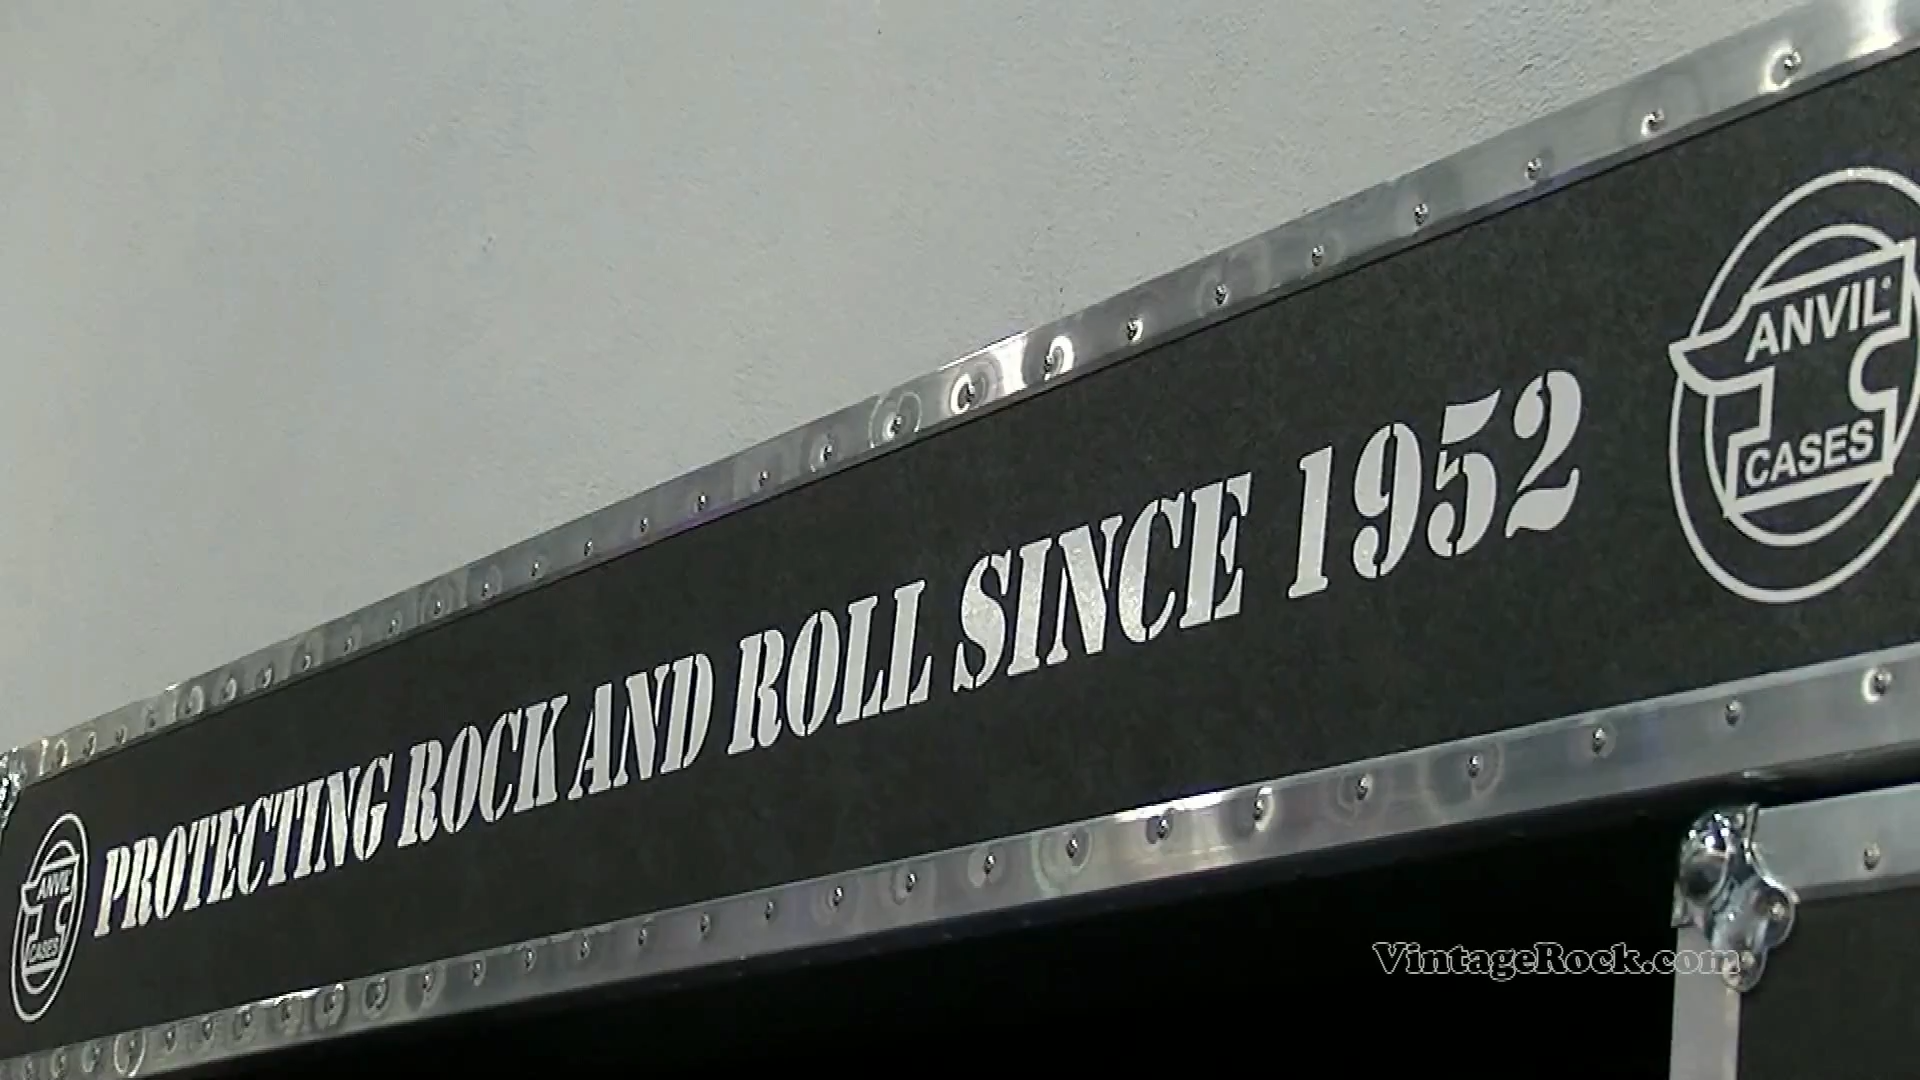 ANVIL
CASES
PROTECTING ROCK AND ROLL SINCE 1952
ANVIL®
CASES
VintageRock.com